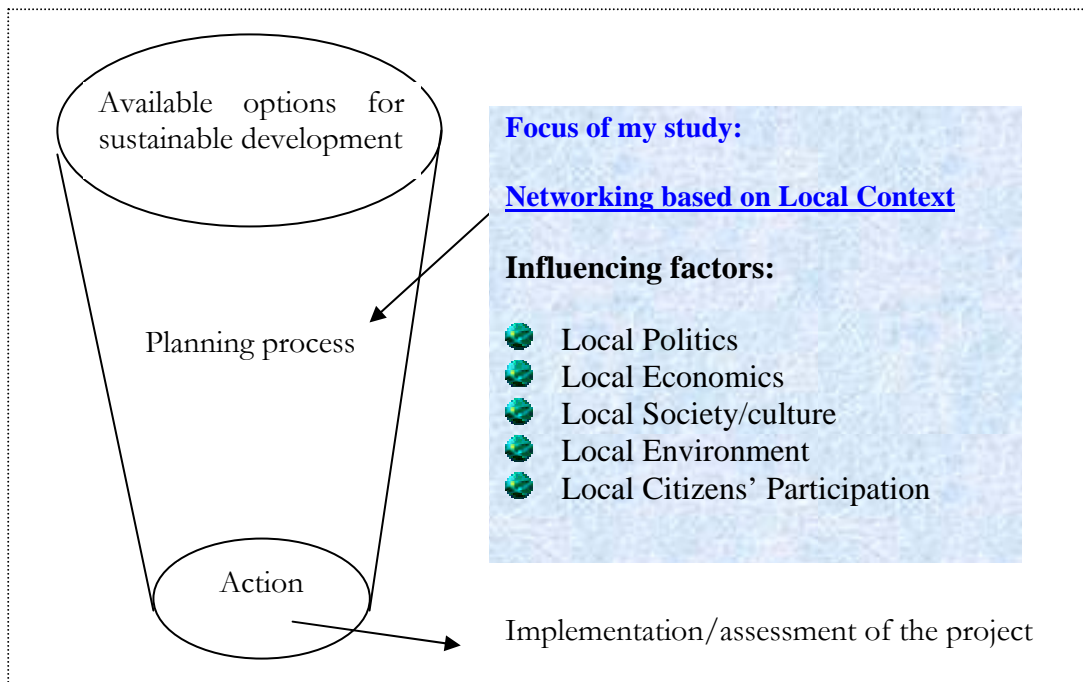 Available options for
sustainable development
Focus of my study:
Networking based on Local Context
Influencing factors:
Planning process
Local Politics
Local Economics
Local Society/culture
Local Environment
Local Citizens’ Participation
Action
Implementation/assessment of the project